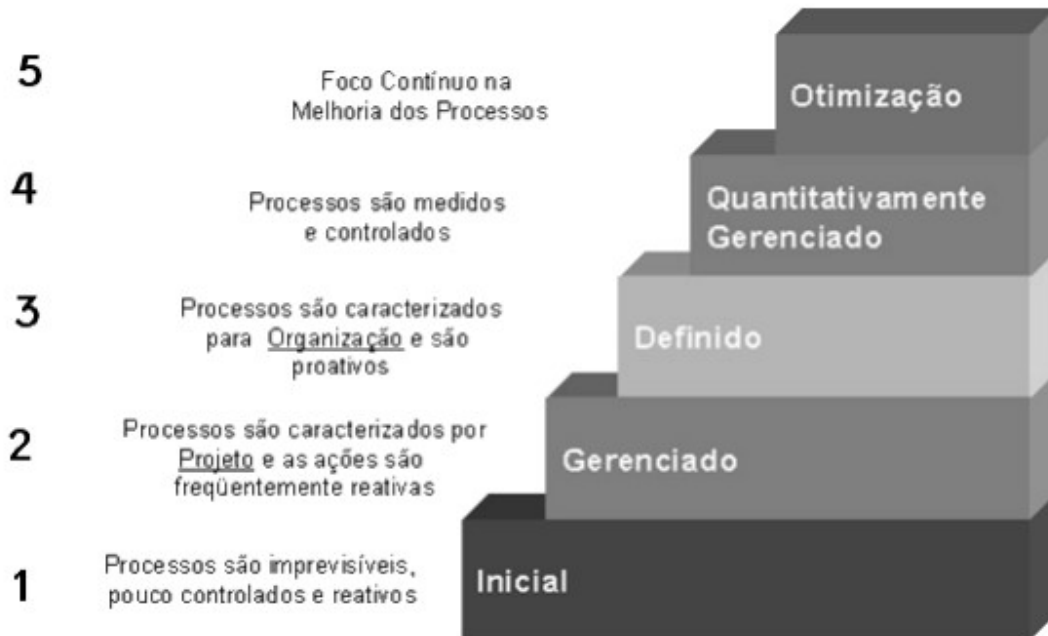 5
Foco Contínuo na
Melhoria dos Processos
Otimização
4
Processos são medidos
e controlados
Quantitativamente
Gerenciado
3
Processos são caracterizados
para Organização e são
proativos
Definido
2
Processos são caracterizados por
Projeto e as ações são
freqüentemente reativas
Gerenciado
1
Processos são imprevisíveis,
pouco controlados e reativos
Inicial